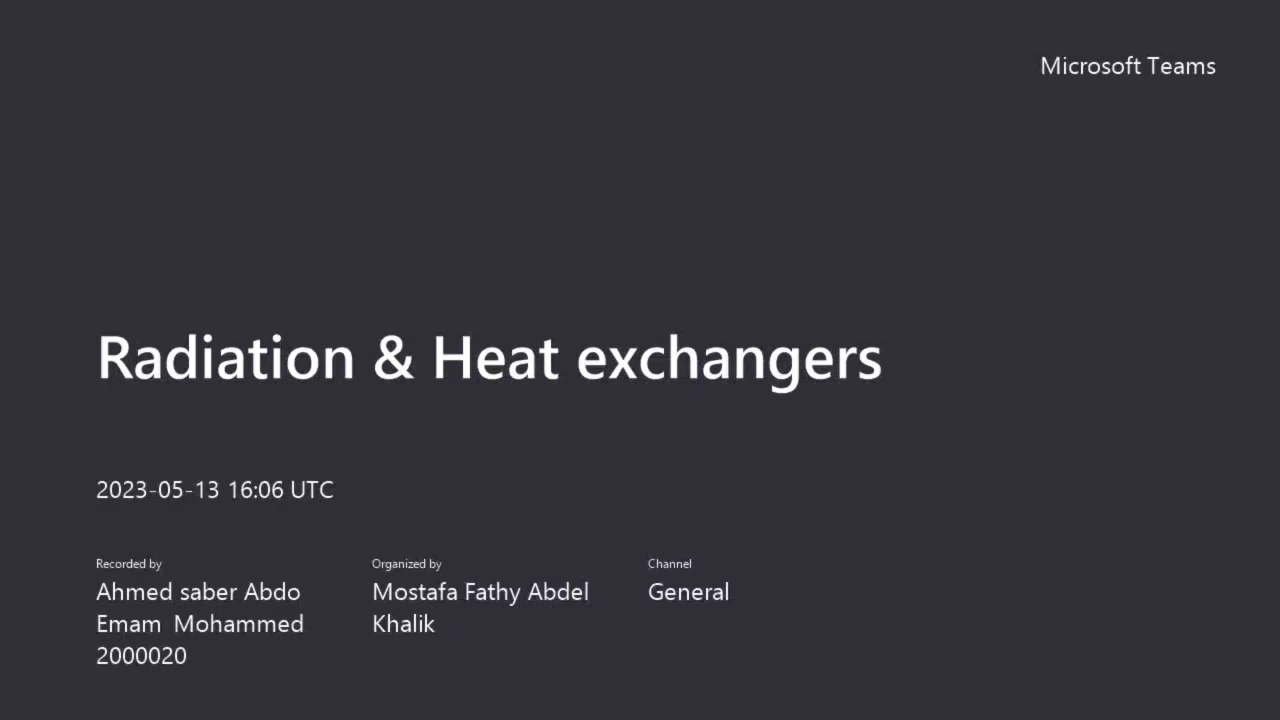 Microsoft Teams
Radiation & Heat exchangers
2023-05-13 16:06 UTC
Recorded by
Ahmed saber Abdo
Emam  Mohammed
2000020
Organized by
Mostafa Fathy Abdel
Khalik
Channel
General